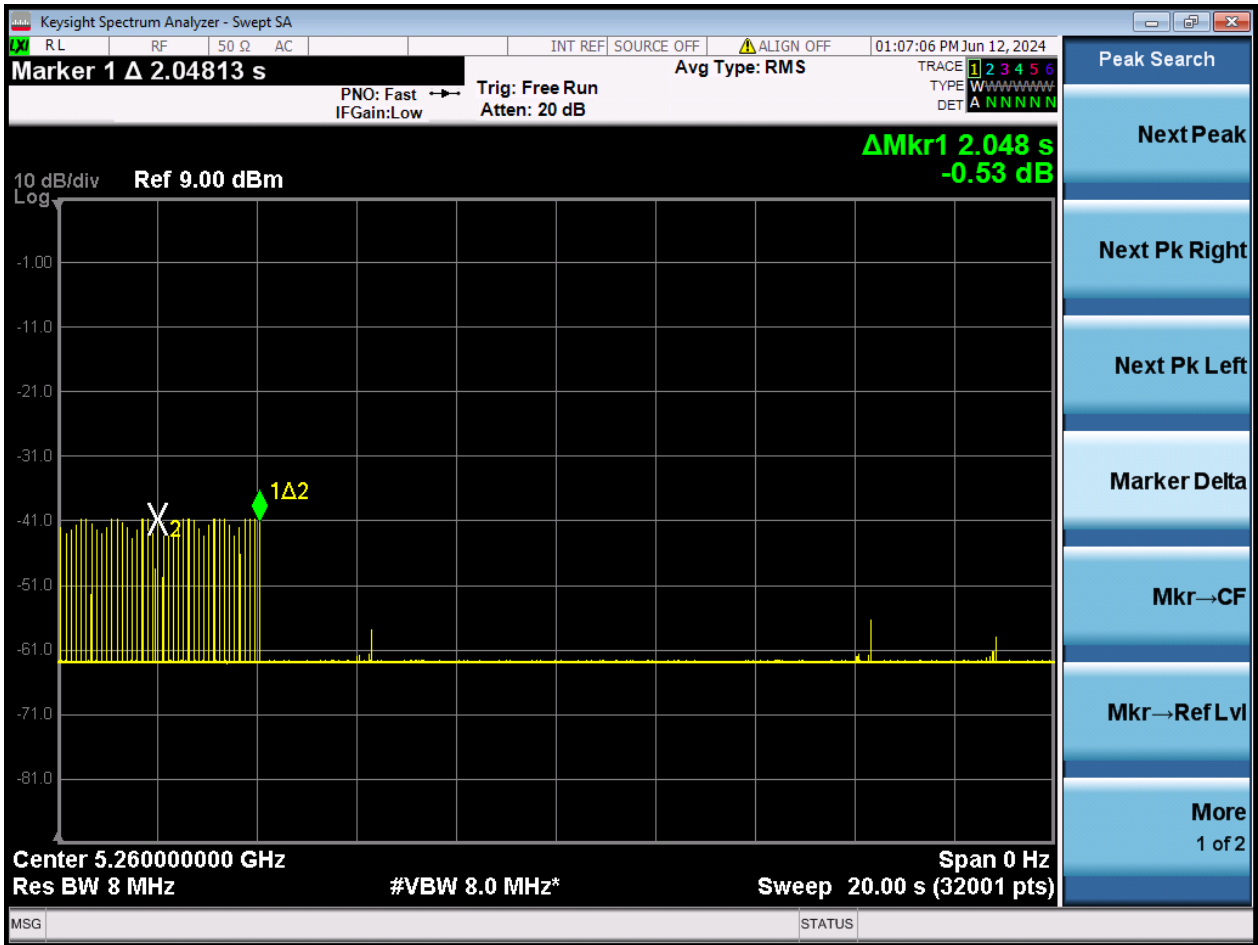 Keysight Spectrum Analyzer - Swept SA
LXI RL RF 50 Ω AC INT REF SOURCE OFF ALIGN OFF 01:07:06 PM Jun 12, 2024
Marker 1 Δ 2.04813 s
PNO: Fast
IFGain:Low
Trig: Free Run
Atten: 20 dB
Avg Type: RMS
TRACE 1 2 3 4 5 6
TYPE WWWWWWW
DET A N N N N N
Peak Search
Next Peak
ΔMkr1 2.048 s
-0.53 dB
10 dB/div Ref 9.00 dBm
Log
Next Pk Right
-1.00
-11.0
Next Pk Left
-21.0
-31.0
Marker Delta
1Δ2
-41.0
2
-51.0
Mkr→CF
-61.0
-71.0
Mkr→Ref Lvl
-81.0
More
1 of 2
Center 5.260000000 GHz Span 0 Hz
Res BW 8 MHz #VBW 8.0 MHz* Sweep 20.00 s (32001 pts)
MSG STATUS